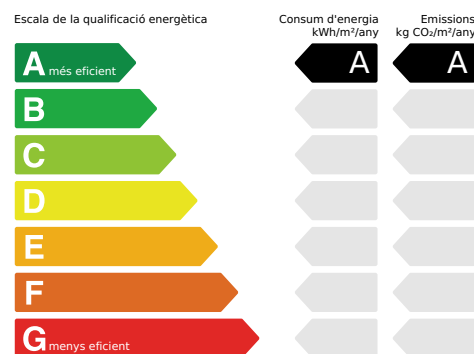 Escala de la qualificació energètica
Consum d'energia
kWh/m²/any
Emissions
kg CO₂/m²/any
A més eficient
A
A
B
C
D
E
F
G menys eficient